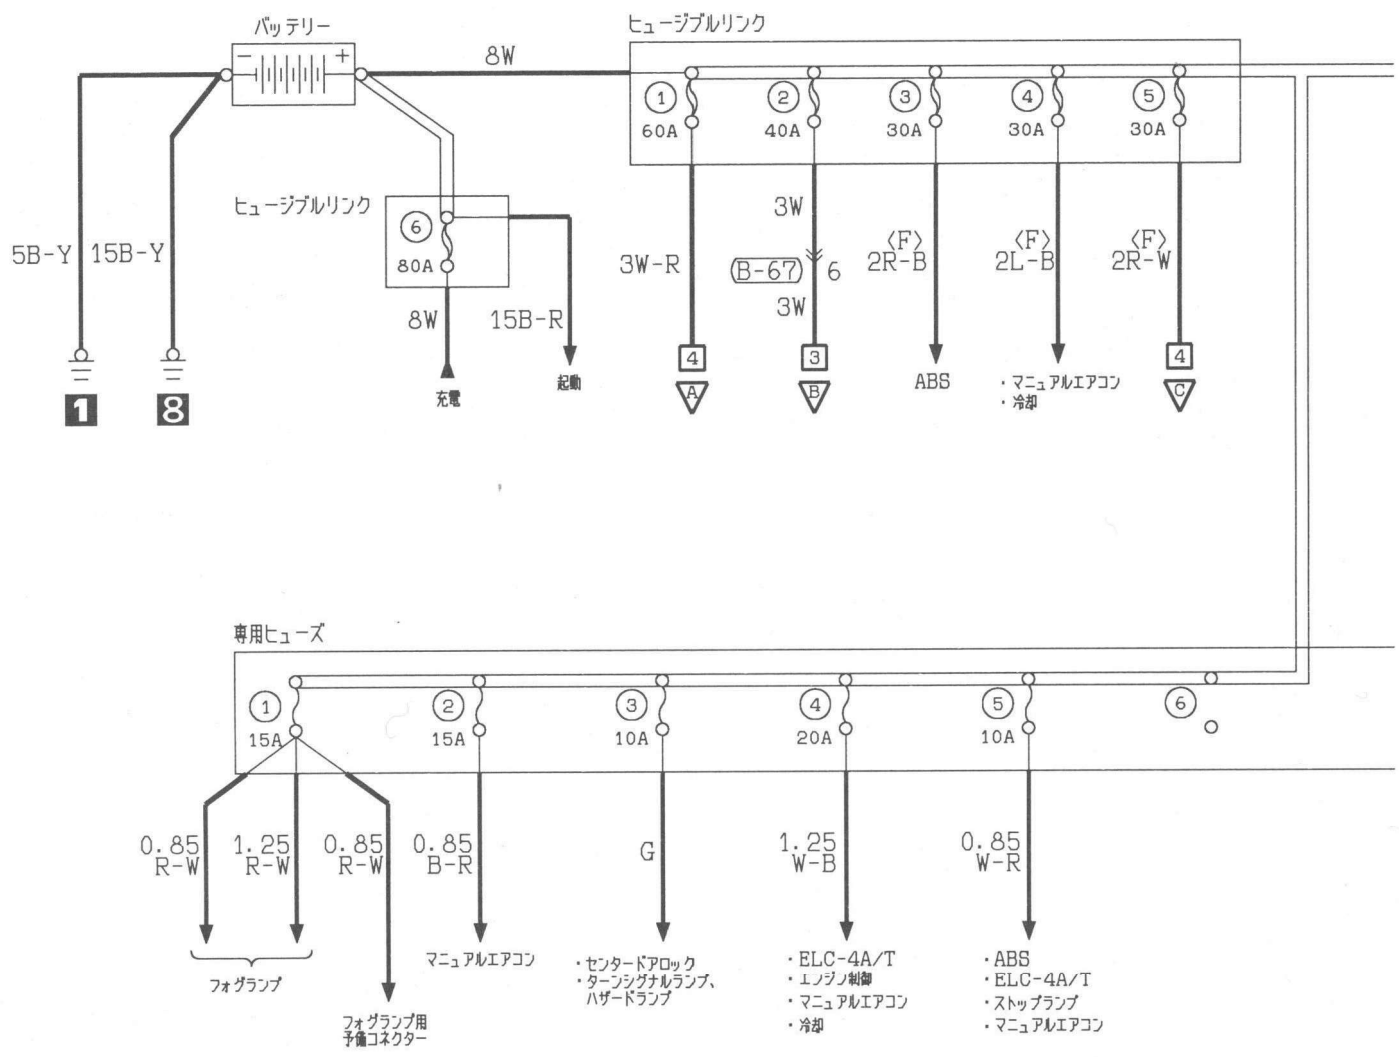 バッテリー
ヒュージブルリンク
－
＋
8W
①
②
③
④
⑤
60A
40A
30A
30A
30A
ヒュージブルリンク
⑥
80A
5B-Y
15B-Y
8W
15B-R
3W-R
3W
(B-67)
6
3W
〈F〉
2R-B
〈F〉
2L-B
〈F〉
2R-W
1
8
充電
起動
4
A
3
B
ABS
・マニュアルエアコン
・冷却
4
C
専用ヒューズ
①
②
③
④
⑤
⑥
15A
15A
10A
20A
10A
0.85
R-W
1.25
R-W
0.85
R-W
0.85
B-R
G
1.25
W-B
0.85
W-R
フォグランプ
フォグランプ用
予備コネクター
マニュアルエアコン
・センタードアロック
・ターンシグナルランプ、
ハザードランプ
・ELC-4A/T
・エンジン制御
・マニュアルエアコン
・冷却
・ABS
・ELC-4A/T
・ストップランプ
・マニュアルエアコン